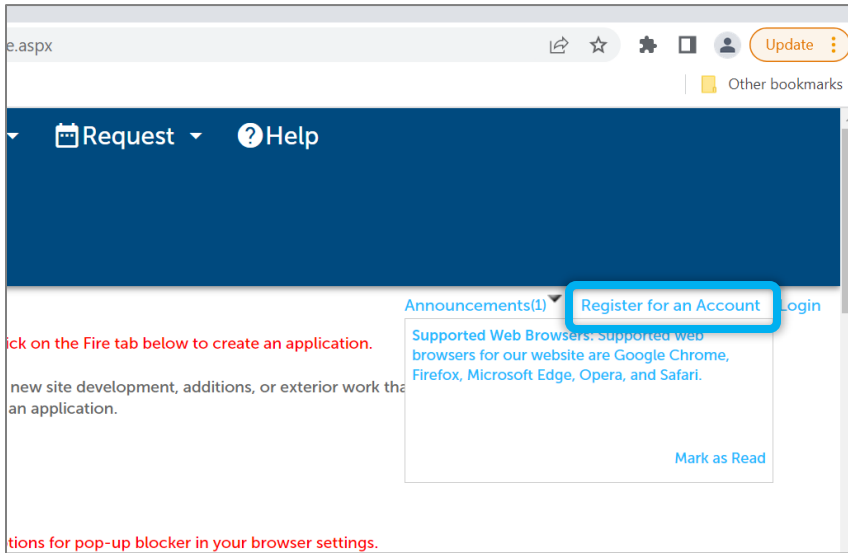 e.aspx
Update
Other bookmarks
Request
Help
Announcements(1)
Register for an Account
Login
Supported Web Browsers: Supported web
browsers for our website are Google Chrome,
Firefox, Microsoft Edge, Opera, and Safari.
ick on the Fire tab below to create an application.
new site development, additions, or exterior work tha
an application.
Mark as Read
tions for pop-up blocker in your browser settings.